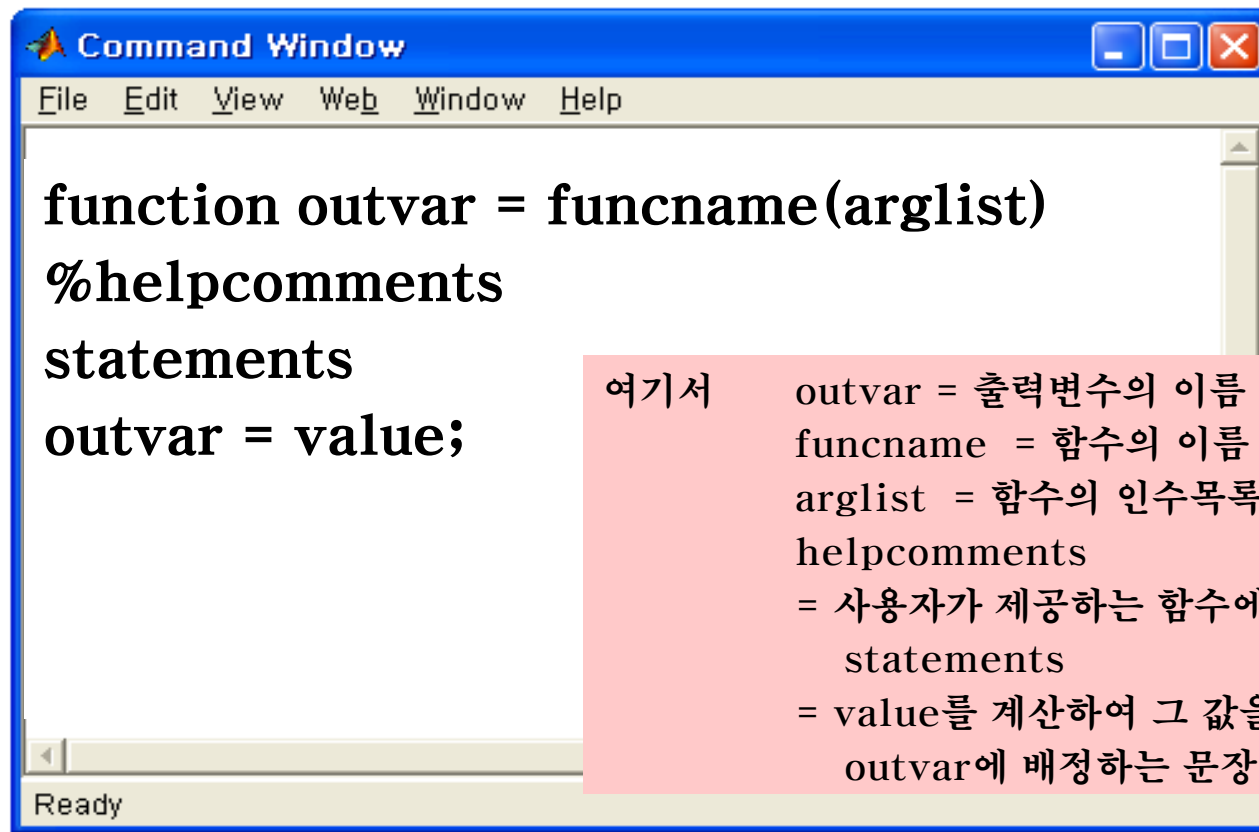 Command Window
File Edit View Web Window Help
function outvar = funcname(arglist)
%helpcomments
statements
outvar = value;
여기서 outvar = 출력변수의 이름
funcname = 함수의 이름
arglist = 함수의 인수목록
helpcomments
= 사용자가 제공하는 함수에
statements
= value를 계산하여 그 값을
outvar에 배정하는 문장
Ready